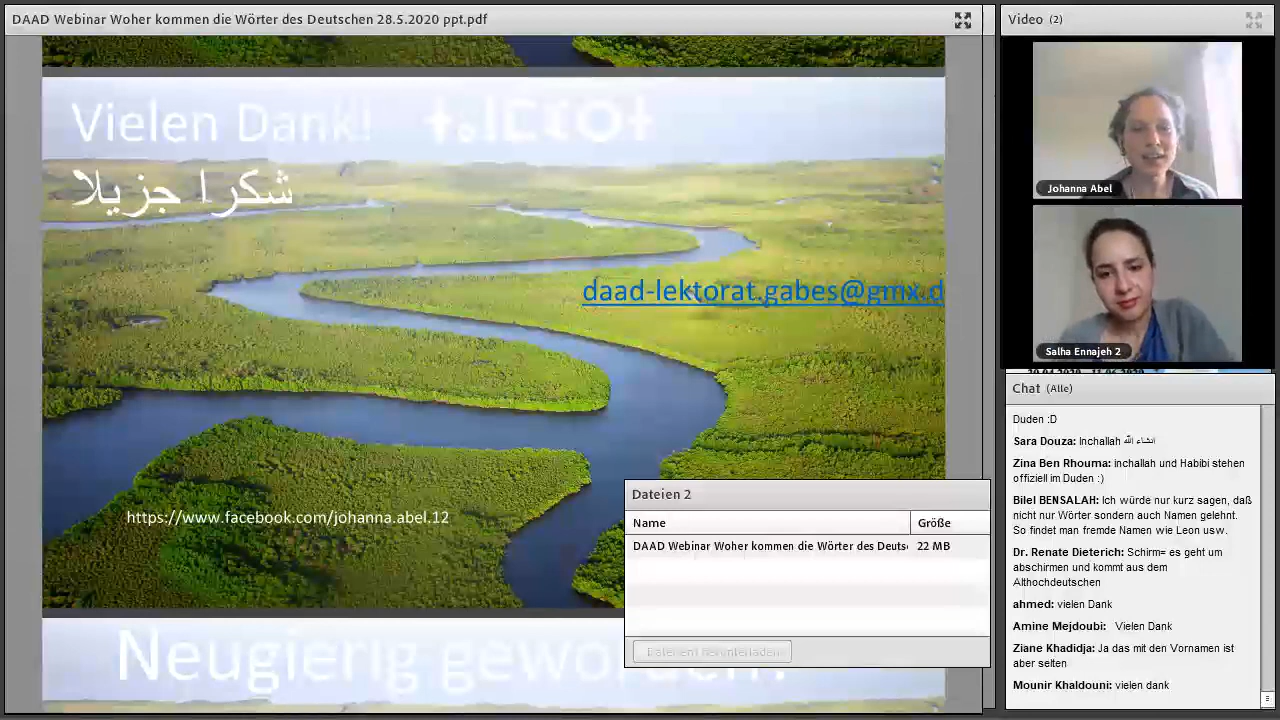 DAAD Webinar Woher kommen die Wörter des Deutschen 28.5.2020 ppt.pdf
Vielen Dank! ⵜⴰⵏⵎⵉⵔⵜ
شكرا جزيلا
daad-lektorat.gabes@gmx.d
https://www.facebook.com/johanna.abel.12
Neugierig geworden?
Dateien 2
Name Größe
DAAD Webinar Woher kommen die Wörter des Deuts 22 MB
Datei(en) herunterladen
Video (2)
Johanna Abel
Salha Ennajeh 2
Chat (Alle)
Duden :D
Sara Douza: Inchallah انشاء الله
Zina Ben Rhouma: inchallah und Habibi stehen
offiziell im Duden :)
Bilel BENSALAH: Ich würde nur kurz sagen, daß
nicht nur Wörter sondern auch Namen gelehrt.
So findet man fremde Namen wie Leon usw.
Dr. Renate Dieterich: Schirm= es geht um
abschirmen und kommt aus dem
Althochdeutschen
ahmed: vielen Dank
Amine Mejdoubi: Vielen Dank
Ziane Khadidja: Ja das mit den Vornamen ist
aber selten
Mounir Khaldouni: vielen dank